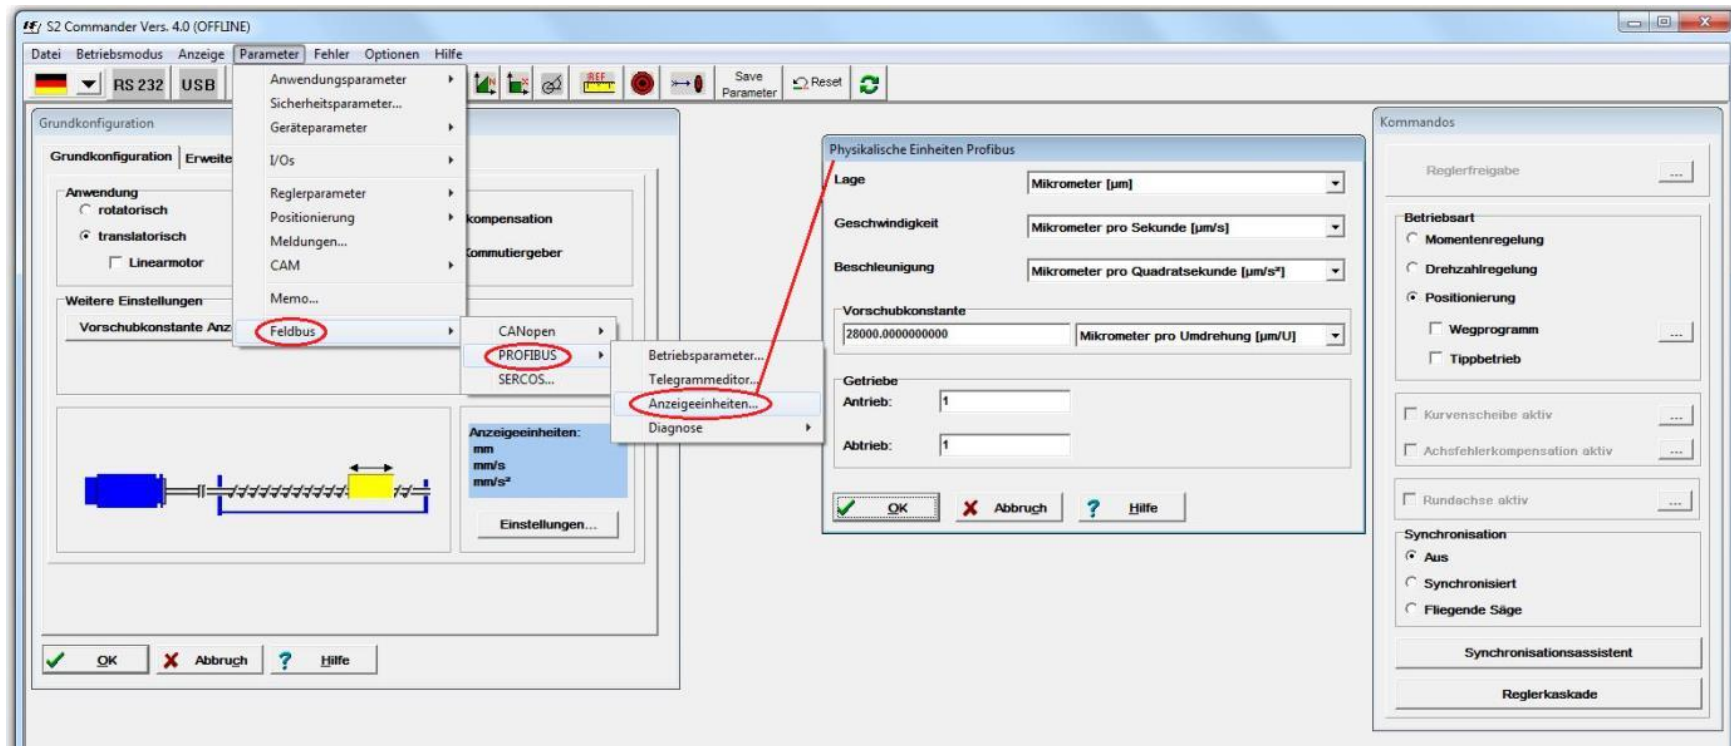 S2 Commander Vers. 4.0 (OFFLINE)
Datei Betriebsmodus Anzeige Parameter Fehler Optionen Hilfe
RS 232 USB
REF
Save Parameter
Reset
Anwendungsparameter
Sicherheitsparameter...
Geräteparameter
I/Os
Reglerparameter
Positionierung
Meldungen...
CAM
Memo...
Feldbus
CANopen
PROFIBUS
SERCOS...
Betriebsparameter...
Telegrammeditor...
Anzeigeeinheiten...
Diagnose
Grundkonfiguration
Grundkonfiguration Erweite
Anwendung
rotatorisch
translatorisch
Linearmotor
kompensation
Kommutiergeber
Weitere Einstellungen
Vorschubkonstante Anz
Anzeigeeinheiten:
mm
mm/s
mm/s²
Einstellungen...
OK Abbruch ? Hilfe
Physikalische Einheiten Profibus
Lage Mikrometer [µm]
Geschwindigkeit Mikrometer pro Sekunde [µm/s]
Beschleunigung Mikrometer pro Quadratsekunde [µm/s²]
Vorschubkonstante
28000.0000000000 Mikrometer pro Umdrehung [µm/U]
Getriebe
Antrieb: 1
Abtrieb: 1
OK Abbruch ? Hilfe
Kommandos
Reglerfreigabe ...
Betriebsart
Momentenregelung
Drehzahlregelung
Positionierung
Wegprogramm ...
Tippbetrieb
Kurvenscheibe aktiv ...
Achsfehlerkompensation aktiv ...
Rundachse aktiv ...
Synchronisation
Aus
Synchronisiert
Fliegende Säge
Synchronisationsassistent
Reglerkaskade